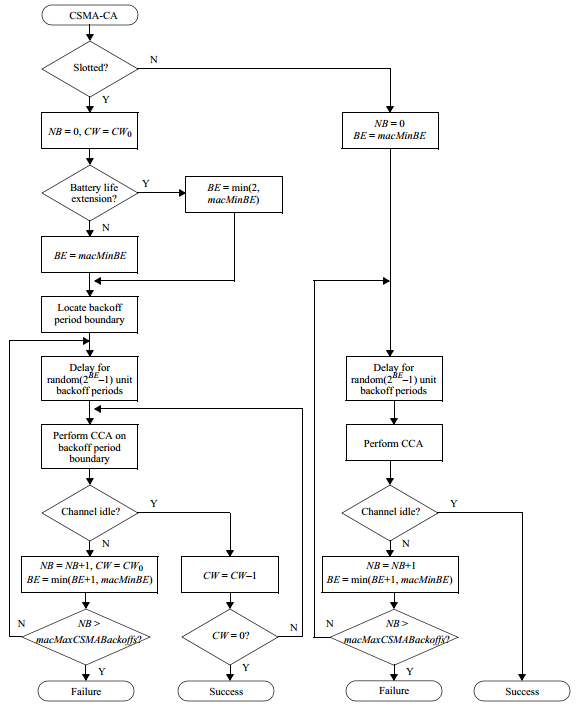 CSMA-CA
Slotted?
N
Y
NB = 0, CW = CW₀
NB = 0
BE = macMinBE
Battery life
extension?
Y
BE = min(2,
macMinBE)
N
BE = macMinBE
Locate backoff
period boundary
Delay for
random(2^BE–1) unit
backoff periods
Delay for
random(2^BE–1) unit
backoff periods
Perform CCA on
backoff period
boundary
Perform CCA
Channel idle?
Y
N
Channel idle?
Y
N
NB = NB+1, CW = CW₀
BE = min(BE+1, macMinBE)
CW = CW–1
NB = NB+1
BE = min(BE+1, macMinBE)
N
NB >
macMaxCSMABackoffs?
Y
CW = 0?
N
Y
N
NB >
macMaxCSMABackoffs?
Y
Failure
Success
Failure
Success